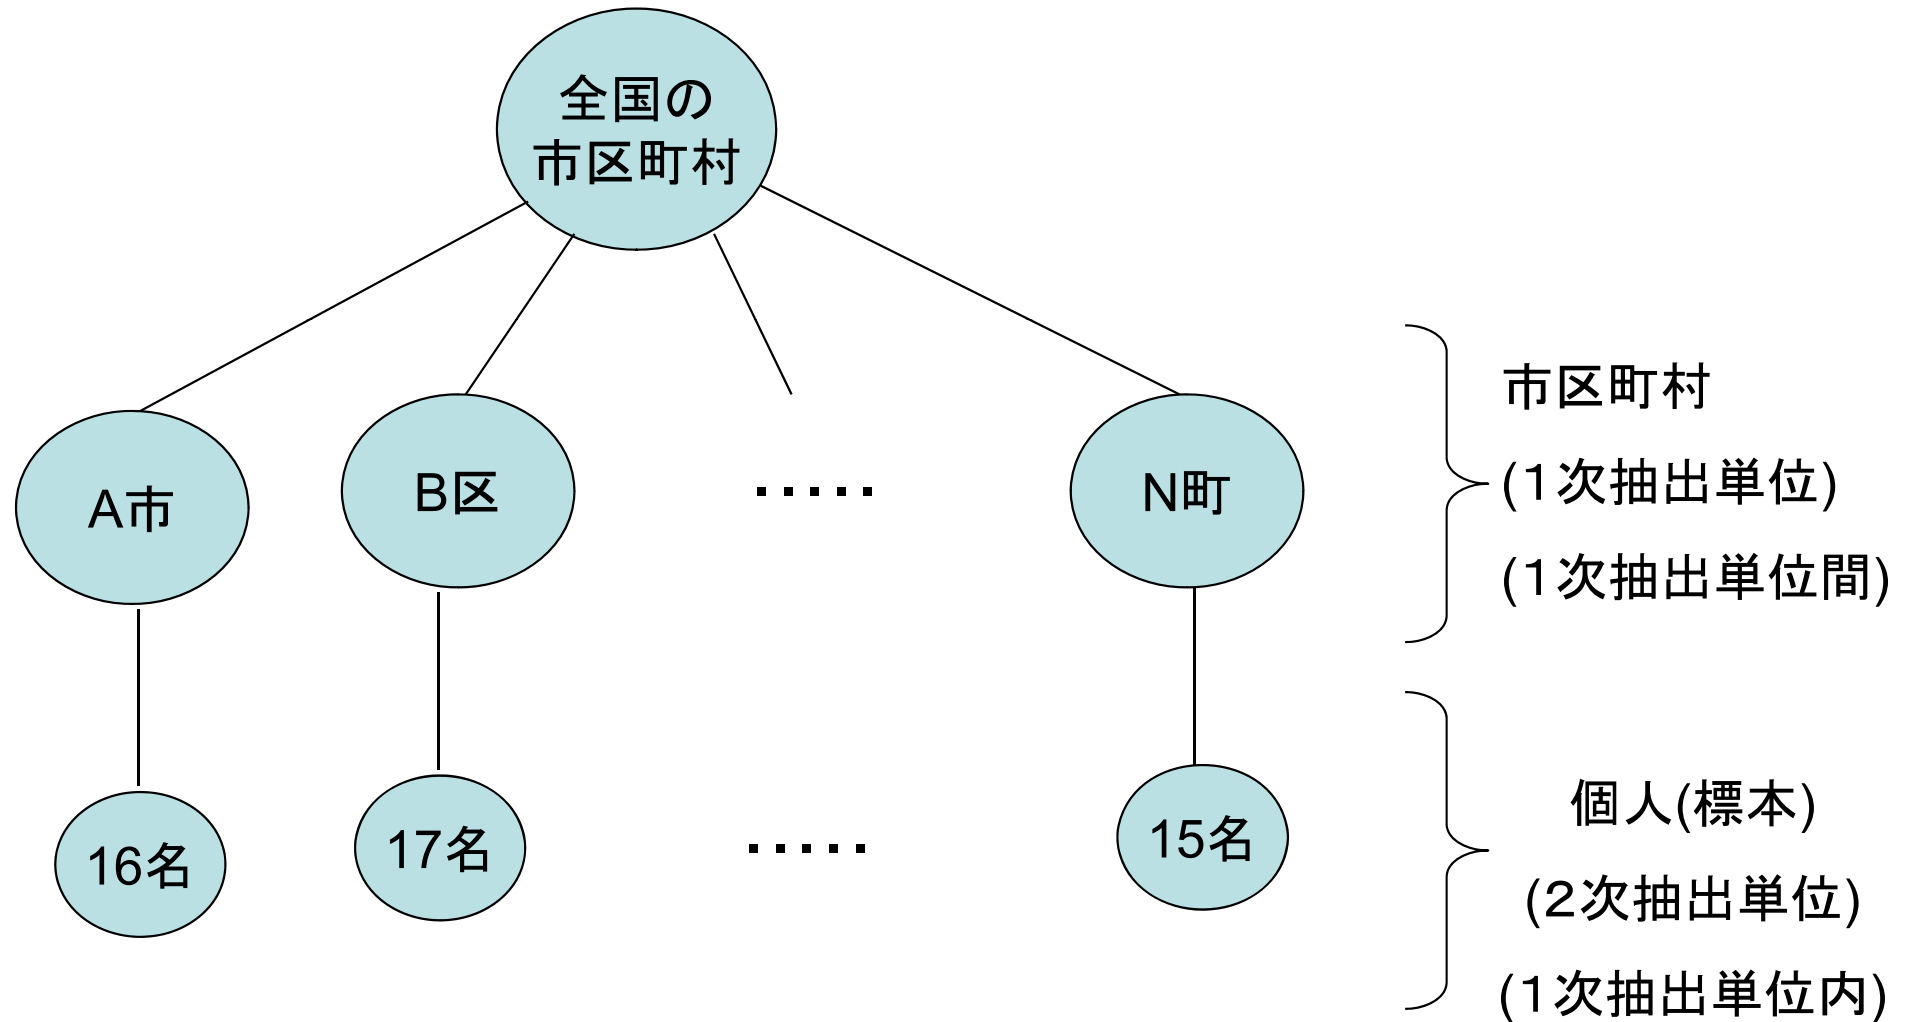 全国の
市区町村
A市
B区
・・・・・
N町
市区町村
(1次抽出単位)
(1次抽出単位間)
16名
17名
・・・・・
15名
個人(標本)
(2次抽出単位)
(1次抽出単位内)